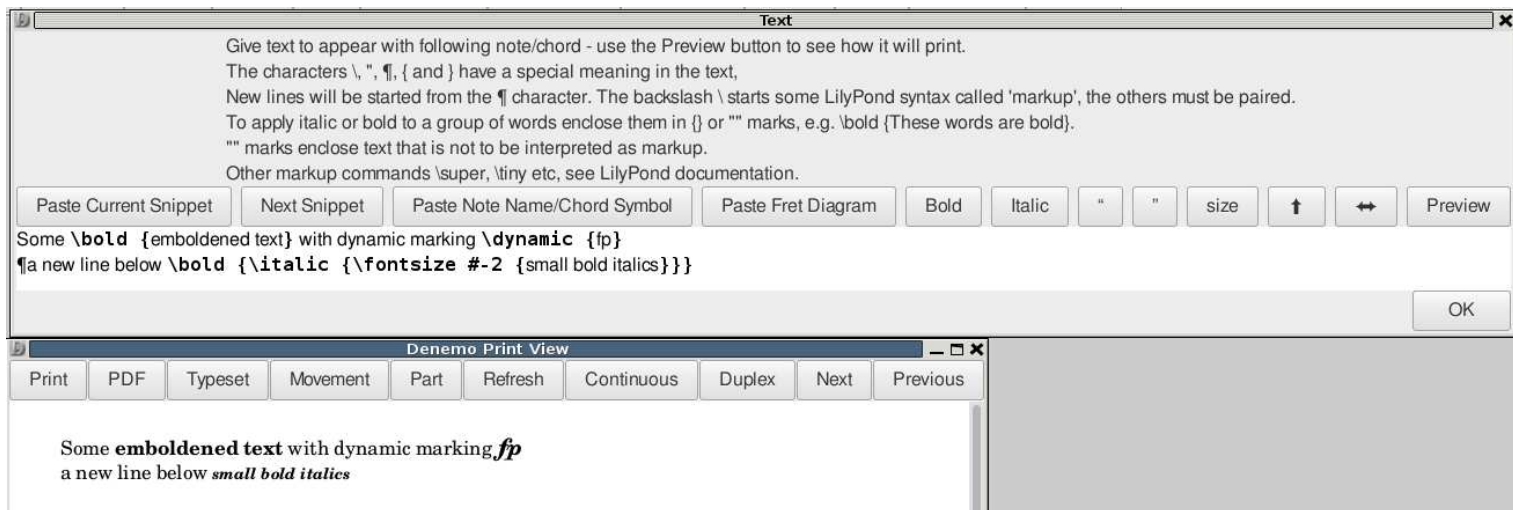 Text
Give text to appear with following note/chord - use the Preview button to see how it will print.
The characters \, ", ¶, { and } have a special meaning in the text,
New lines will be started from the ¶ character. The backslash \ starts some LilyPond syntax called 'markup', the others must be paired.
To apply italic or bold to a group of words enclose them in {} or "" marks, e.g. \bold {These words are bold}.
"" marks enclose text that is not to be interpreted as markup.
Other markup commands \super, \tiny etc, see LilyPond documentation.
Paste Current Snippet Next Snippet Paste Note Name/Chord Symbol Paste Fret Diagram Bold Italic “ ” size ⬆ ⬌ Preview
Some \bold {emboldened text} with dynamic marking \dynamic {fp}
¶a new line below \bold {\italic {\fontsize #-2 {small bold italics}}}
OK
Denemo Print View
Print PDF Typeset Movement Part Refresh Continuous Duplex Next Previous
Some emboldened text with dynamic marking fp
a new line below small bold italics